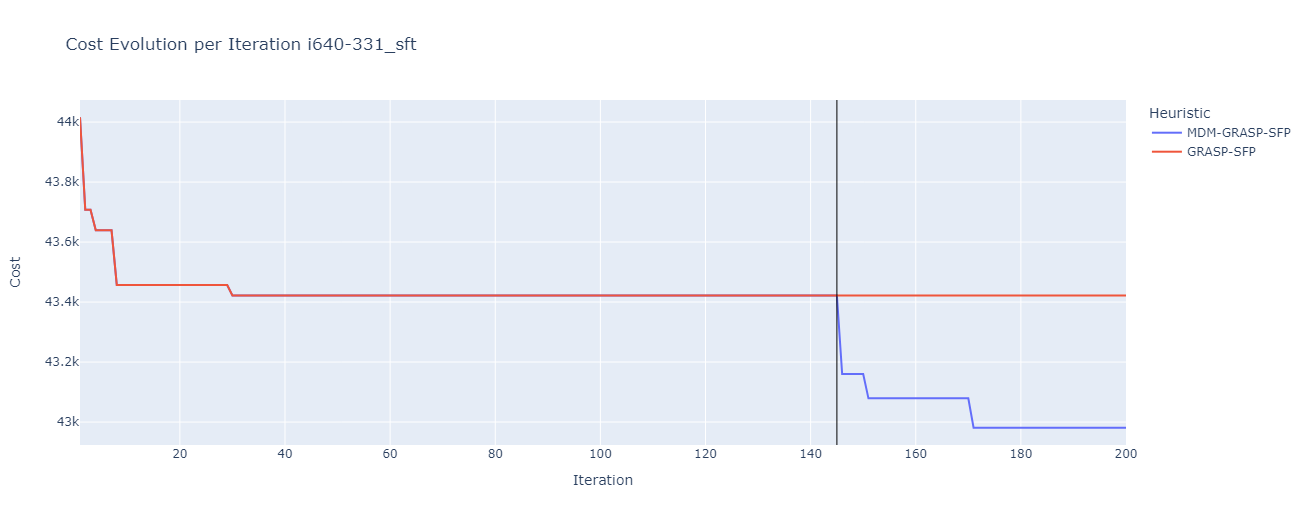 Cost Evolution per Iteration i640-331_sft
Heuristic
MDM-GRASP-SFP
GRASP-SFP
44k
43.8k
43.6k
43.4k
43.2k
43k
Cost
20 40 60 80 100 120 140 160 180 200
Iteration